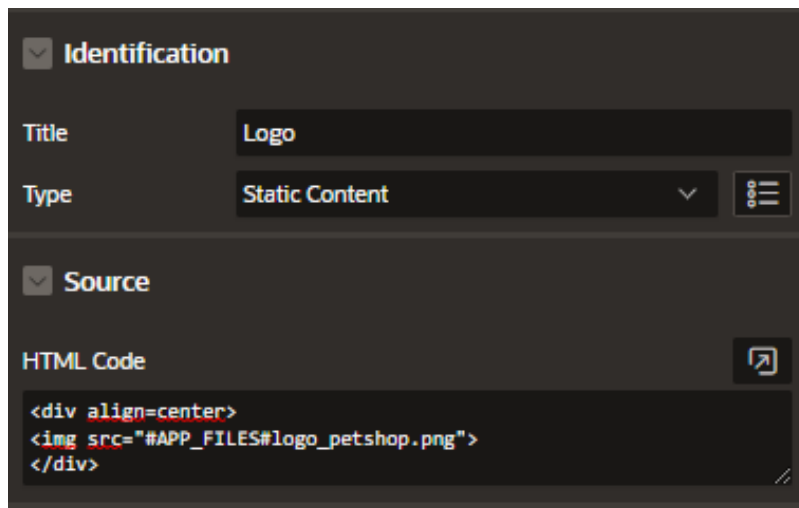 Identification
Title Logo
Type Static Content
Source
HTML Code
<div align=center>
<img src="#APP_FILES#logo_petshop.png">
</div>